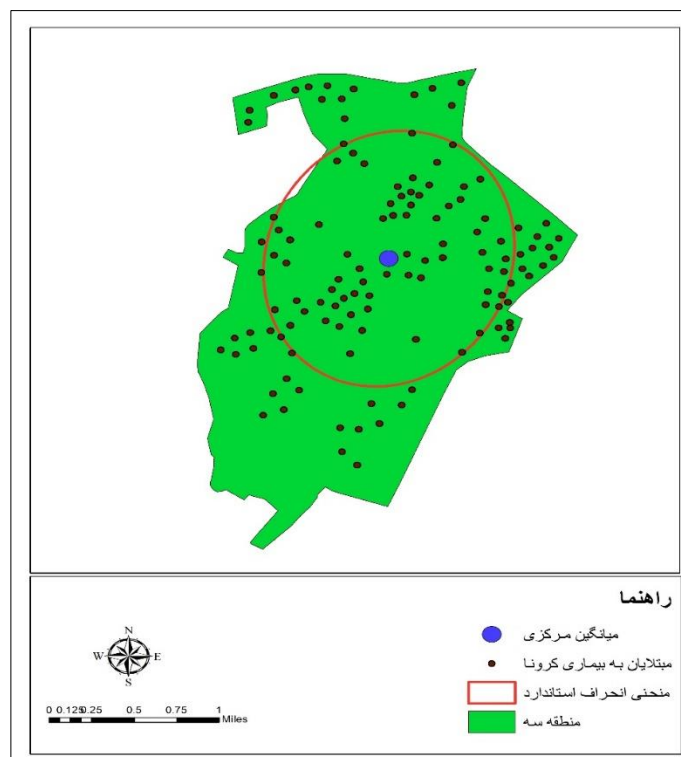 راهنما
میانگین مرکزی
مبتلایان به بیماری کرونا
منحنی انحراف استاندارد
منطقه سه
N
W E
S
0 0.125 0.25 0.5 0.75 1
Miles